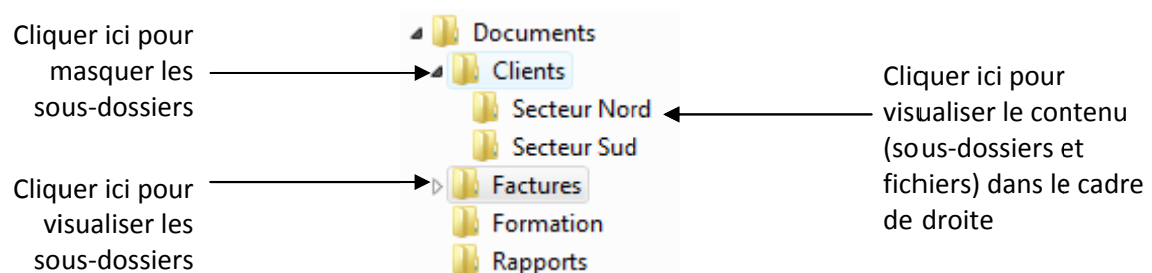 Cliquer ici pour
masquer les
sous-dossiers
Cliquer ici pour
visualiser les
sous-dossiers
Documents
Clients
Secteur Nord
Secteur Sud
Factures
Formation
Rapports
Cliquer ici pour
visualiser le contenu
(sous-dossiers et
fichiers) dans le cadre
de droite